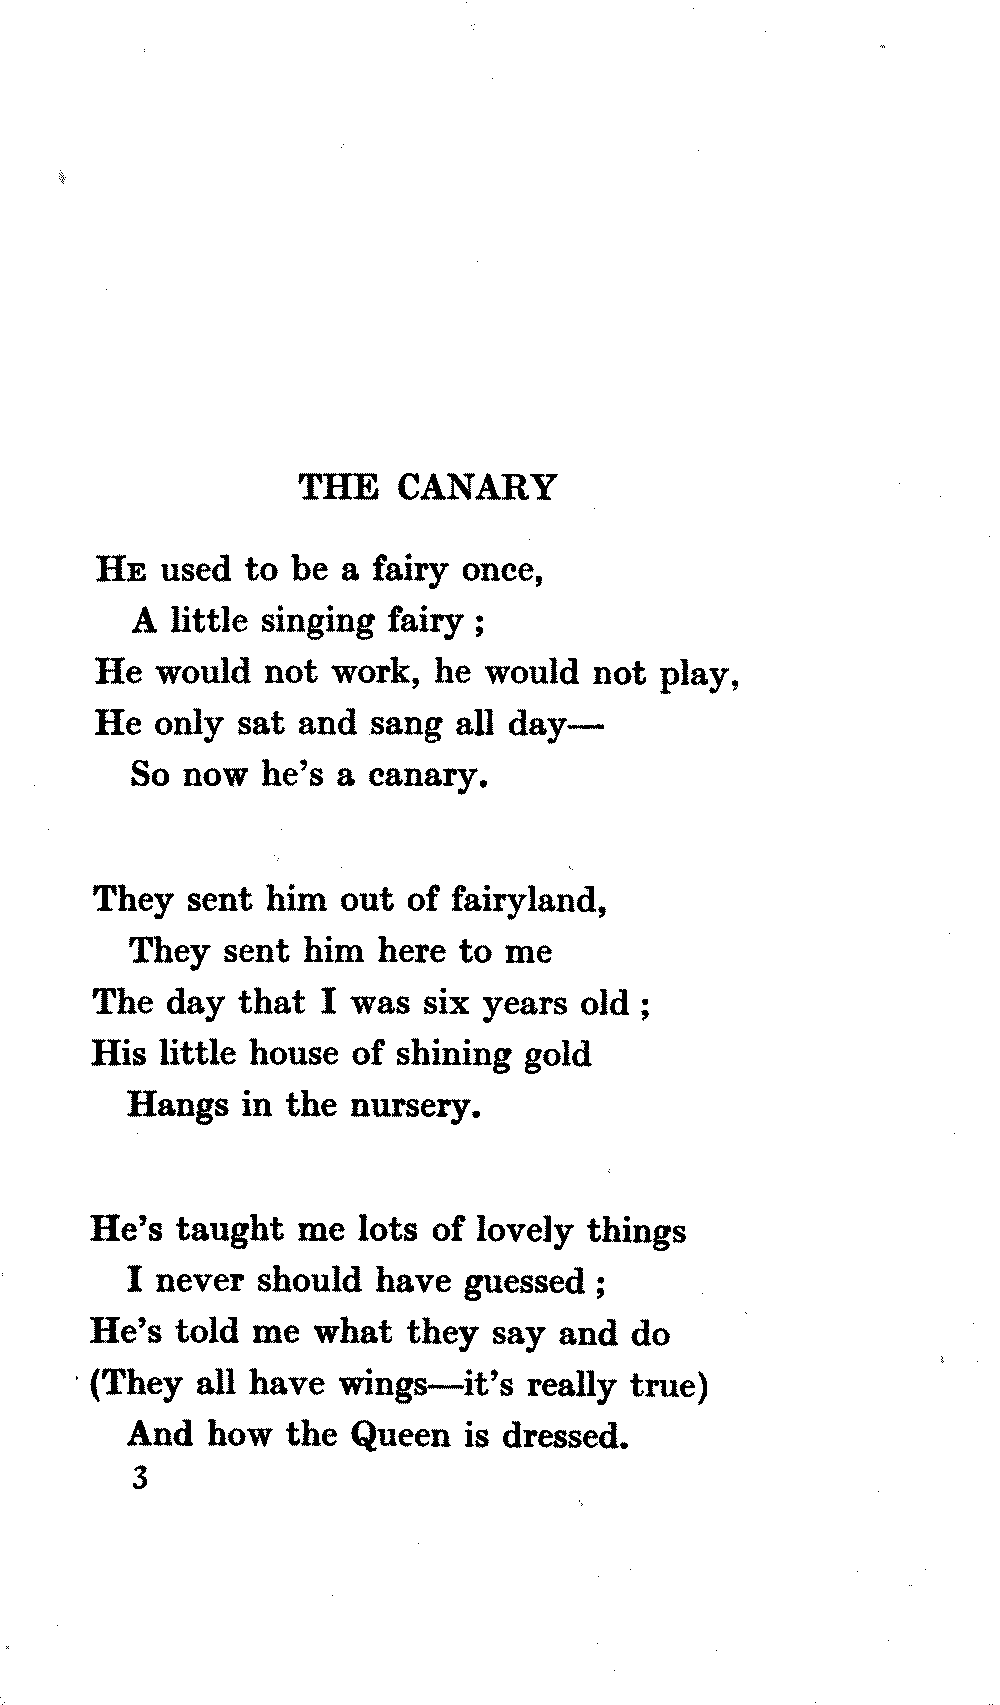 THE CANARY
HE used to be a fairy once,
A little singing fairy ;
He would not work, he would not play,
He only sat and sang all day—
So now he's a canary.
They sent him out of fairyland,
They sent him here to me
The day that I was six years old ;
His little house of shining gold
Hangs in the nursery.
He's taught me lots of lovely things
I never should have guessed ;
He's told me what they say and do
(They all have wings—it's really true)
And how the Queen is dressed.
3